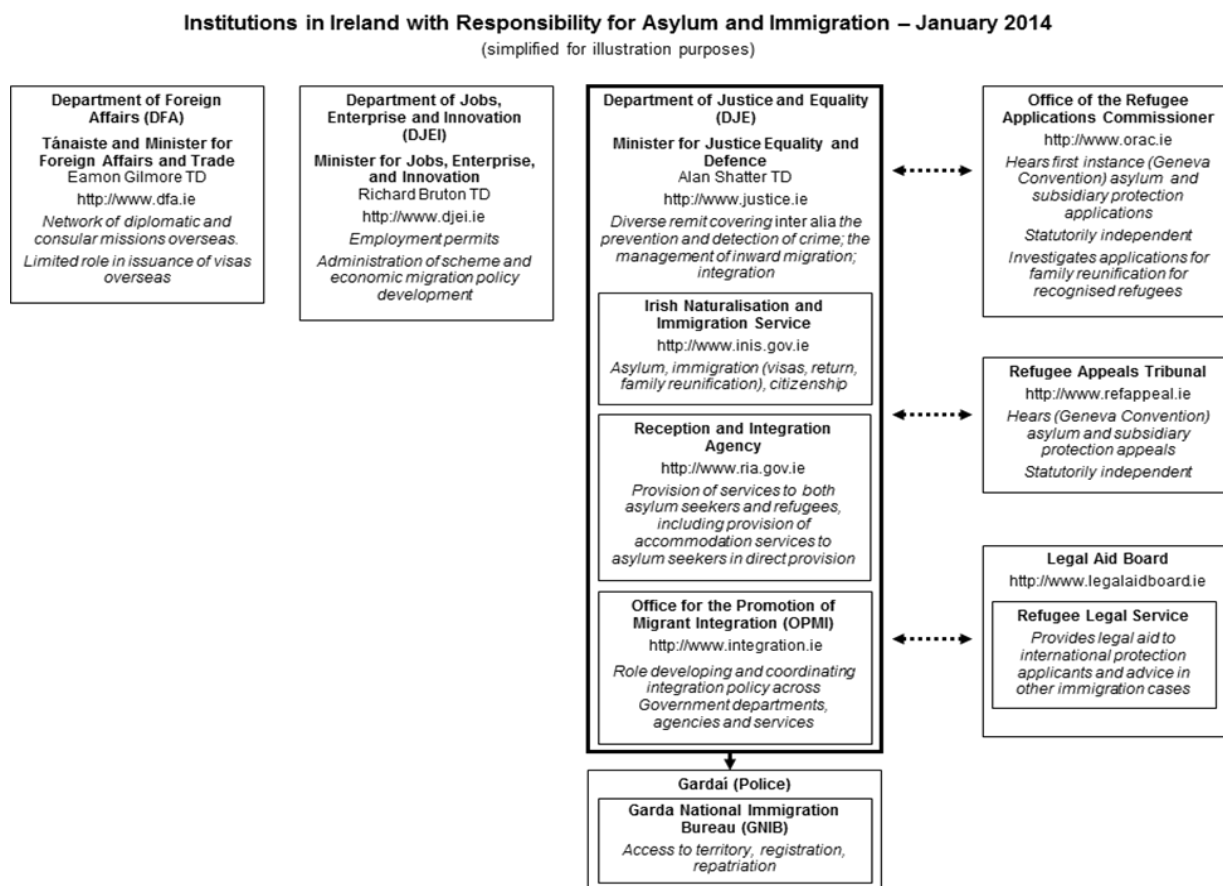 Institutions in Ireland with Responsibility for Asylum and Immigration – January 2014
(simplified for illustration purposes)
Department of Foreign
Affairs (DFA)
Tánaiste and Minister for
Foreign Affairs and Trade
Eamon Gilmore TD
http://www.dfa.ie
Network of diplomatic and
consular missions overseas.
Limited role in issuance of visas
overseas
Department of Jobs,
Enterprise and Innovation
(DJEI)
Minister for Jobs, Enterprise,
and Innovation
Richard Bruton TD
http://www.djei.ie
Employment permits
Administration of scheme and
economic migration policy
development
Department of Justice and Equality
(DJE)
Minister for Justice Equality and
Defence
Alan Shatter TD
http://www.justice.ie
Diverse remit covering inter alia the
prevention and detection of crime; the
management of inward migration;
integration
Irish Naturalisation and
Immigration Service
http://www.inis.gov.ie
Asylum, immigration (visas, return,
family reunification), citizenship
Reception and Integration
Agency
http://www.ria.gov.ie
Provision of services to both
asylum seekers and refugees,
including provision of
accommodation services to
asylum seekers in direct provision
Office for the Promotion of
Migrant Integration (OPMI)
http://www.integration.ie
Role developing and coordinating
integration policy across
Government departments,
agencies and services
Gardaí (Police)
Garda National Immigration
Bureau (GNIB)
Access to territory, registration,
repatriation
Office of the Refugee
Applications Commissioner
http://www.orac.ie
Hears first instance (Geneva
Convention) asylum and
subsidiary protection
applications
Statutorily independent
Investigates applications for
family reunification for
recognised refugees
Refugee Appeals Tribunal
http://www.refappeal.ie
Hears (Geneva Convention)
asylum and subsidiary
protection appeals
Statutorily independent
Legal Aid Board
http://www.legalaidboard.ie
Refugee Legal Service
Provides legal aid to
international protection
applicants and advice in
other immigration cases